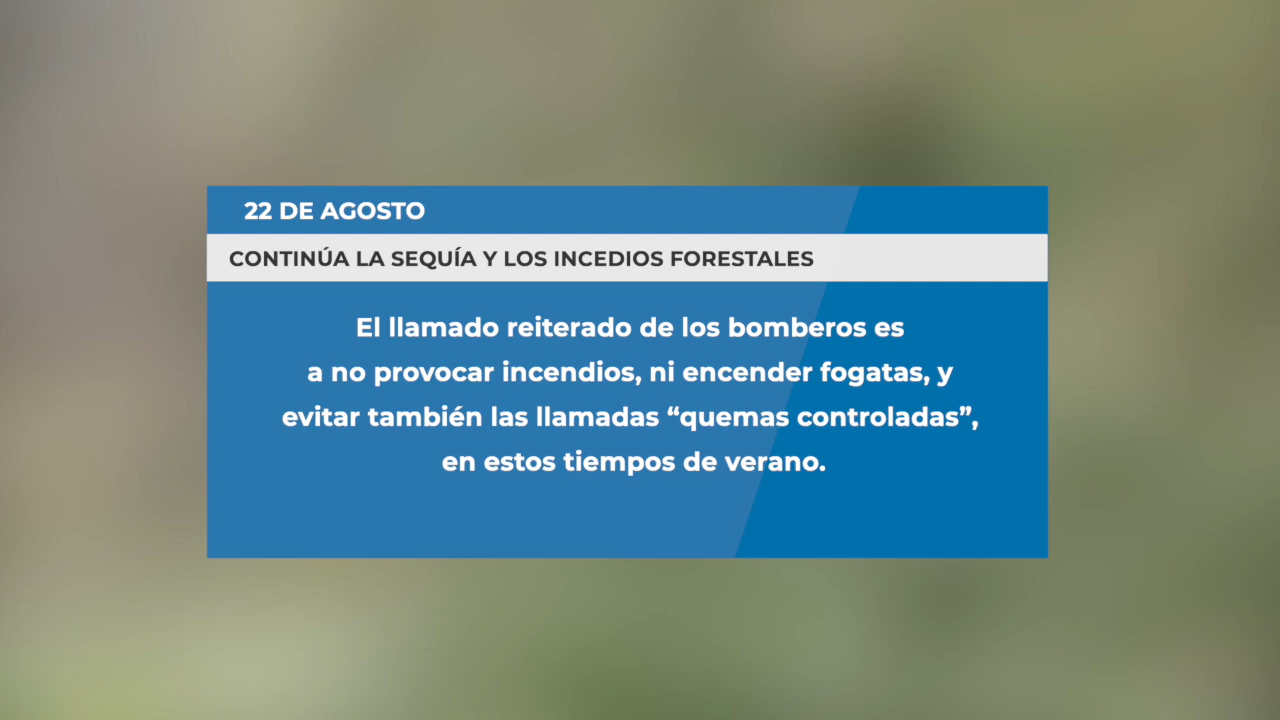 22 DE AGOSTO
CONTINÚA LA SEQUÍA Y LOS INCEDIOS FORESTALES
El llamado reiterado de los bomberos es
a no provocar incendios, ni encender fogatas, y
evitar también las llamadas “quemas controladas”,
en estos tiempos de verano.